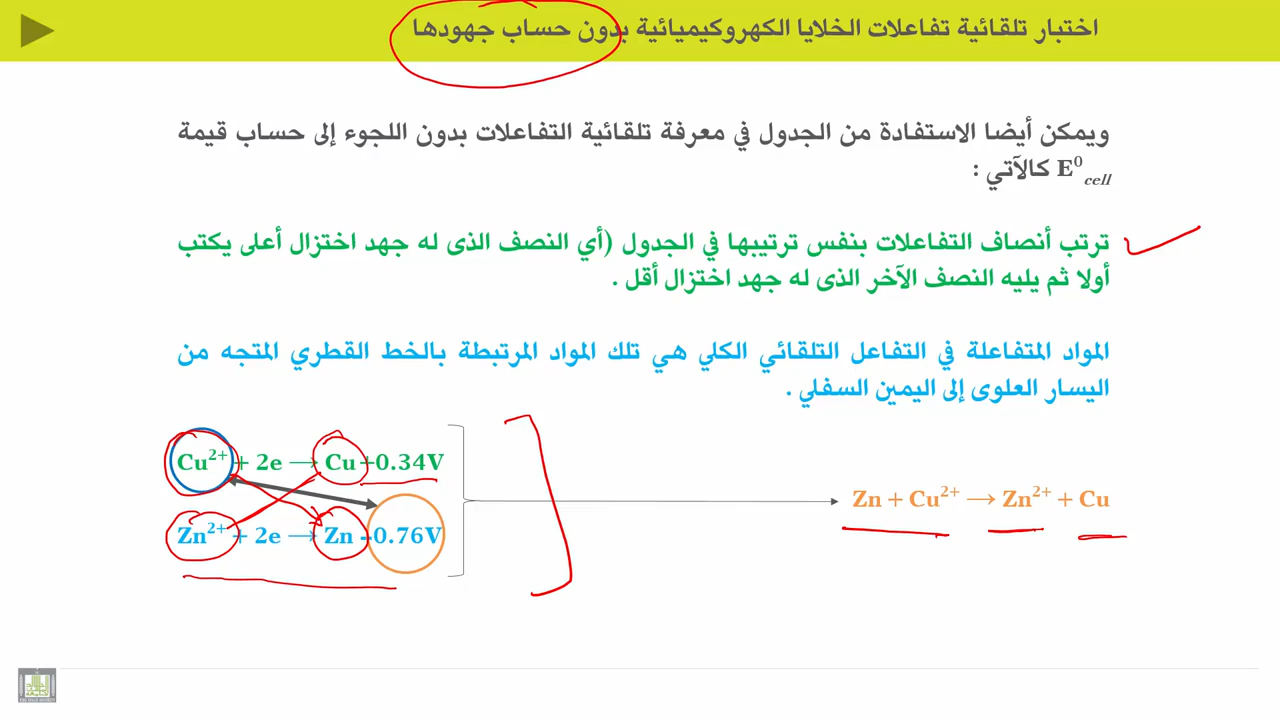 اختبار تلقائية تفاعلات الخلايا الكهروكيميائية بدون حساب جهودها
ويمكن أيضا الاستفادة من الجدول في معرفة تلقائية التفاعلات بدون اللجوء إلى حساب قيمة
E⁰cell كالآتي :
ترتب أنصاف التفاعلات بنفس ترتيبها في الجدول (أي النصف الذى له جهد اختزال أعلى يكتب
أولا ثم يليه النصف الآخر الذى له جهد اختزال أقل .
المواد المتفاعلة في التفاعل التلقائي الكلي هي تلك المواد المرتبطة بالخط القطري المتجه من
اليسار العلوى إلى اليمين السفلي .
Cu²⁺ + 2e → Cu +0.34V
Zn²⁺ + 2e → Zn -0.76V
Zn + Cu²⁺ → Zn²⁺ + Cu